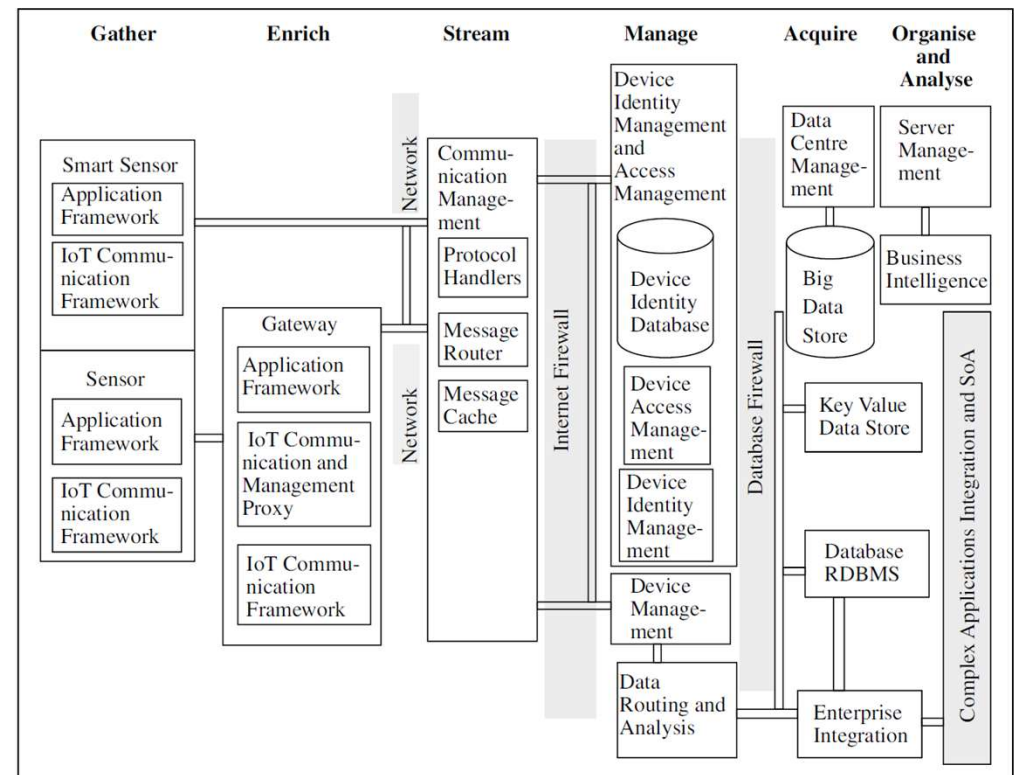 Gather
Enrich
Stream
Manage
Acquire
Organise
and
Analyse
Smart Sensor
Application
Framework
IoT Commu-
nication
Framework
Sensor
Application
Framework
IoT Commu-
nication
Framework
Gateway
Application
Framework
IoT Commu-
nication and
Management
Proxy
IoT Commu-
nication
Framework
Network
Network
Commu-
nication
Manage-
ment
Protocol
Handlers
Message
Router
Message
Cache
Internet Firewall
Device
Identity
Management
and
Access
Management
Device
Identity
Database
Device
Access
Manage-
ment
Device
Identity
Manage-
ment
Device
Manage-
ment
Data
Routing and
Analysis
Database Firewall
Data
Centre
Manage-
ment
Big
Data
Store
Key Value
Data Store
Database
RDBMS
Enterprise
Integration
Server
Manage-
ment
Business
Intelligence
Complex Applications Integration and SoA